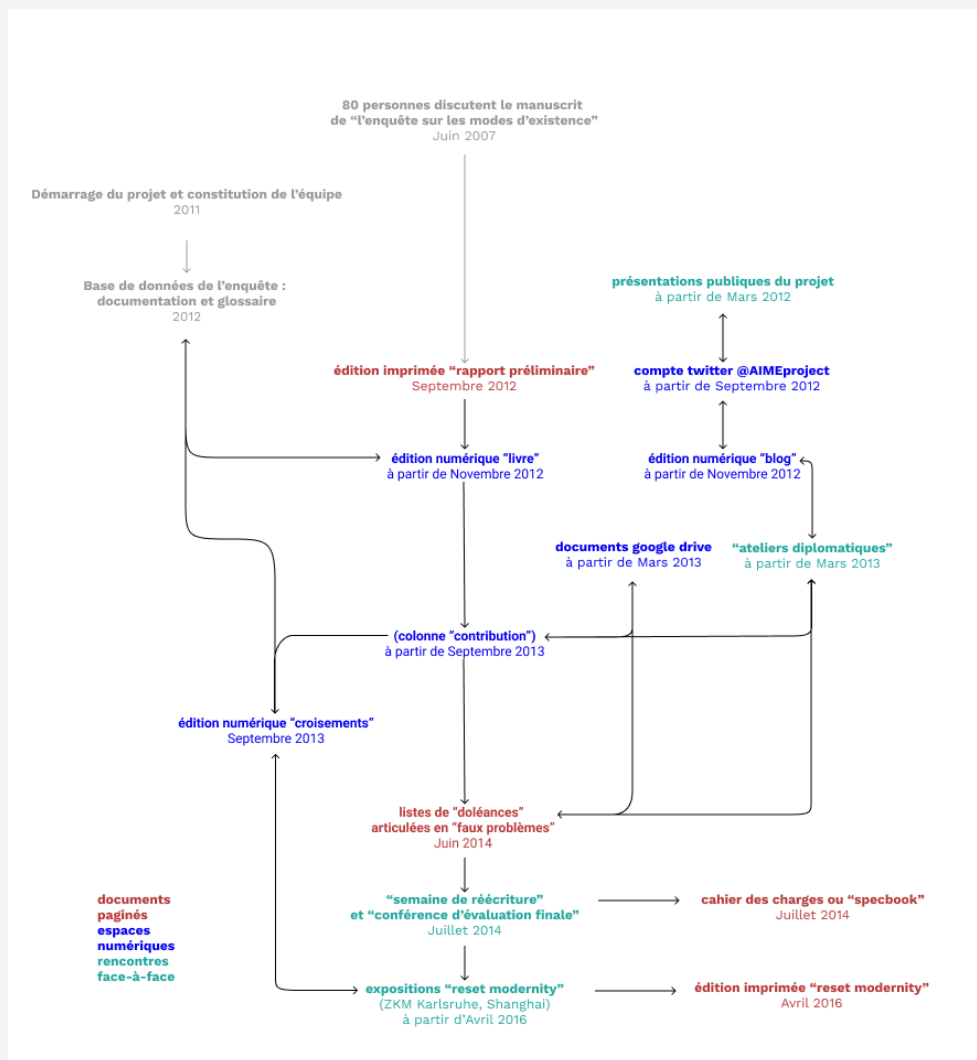 80 personnes discutent le manuscrit
de “l’enquête sur les modes d’existence”
Juin 2007
Démarrage du projet et constitution de l’équipe
2011
Base de données de l’enquête :
documentation et glossaire
2012
présentations publiques du projet
à partir de Mars 2012
édition imprimée “rapport préliminaire”
Septembre 2012
compte twitter @AIMEproject
à partir de Septembre 2012
édition numérique “livre”
à partir de Novembre 2012
édition numérique “blog”
à partir de Novembre 2012
documents google drive
à partir de Mars 2013
“ateliers diplomatiques”
à partir de Mars 2013
(colonne “contribution”)
à partir de Septembre 2013
édition numérique “croisements”
Septembre 2013
listes de “doléances”
articulées en “faux problèmes”
Juin 2014
“semaine de réécriture”
et “conférence d’évaluation finale”
Juillet 2014
cahier des charges ou “specbook”
Juillet 2014
documents
paginés
espaces
numériques
rencontres
face-à-face
expositions “reset modernity”
(ZKM Karlsruhe, Shanghai)
à partir d’Avril 2016
édition imprimée “reset modernity”
Avril 2016